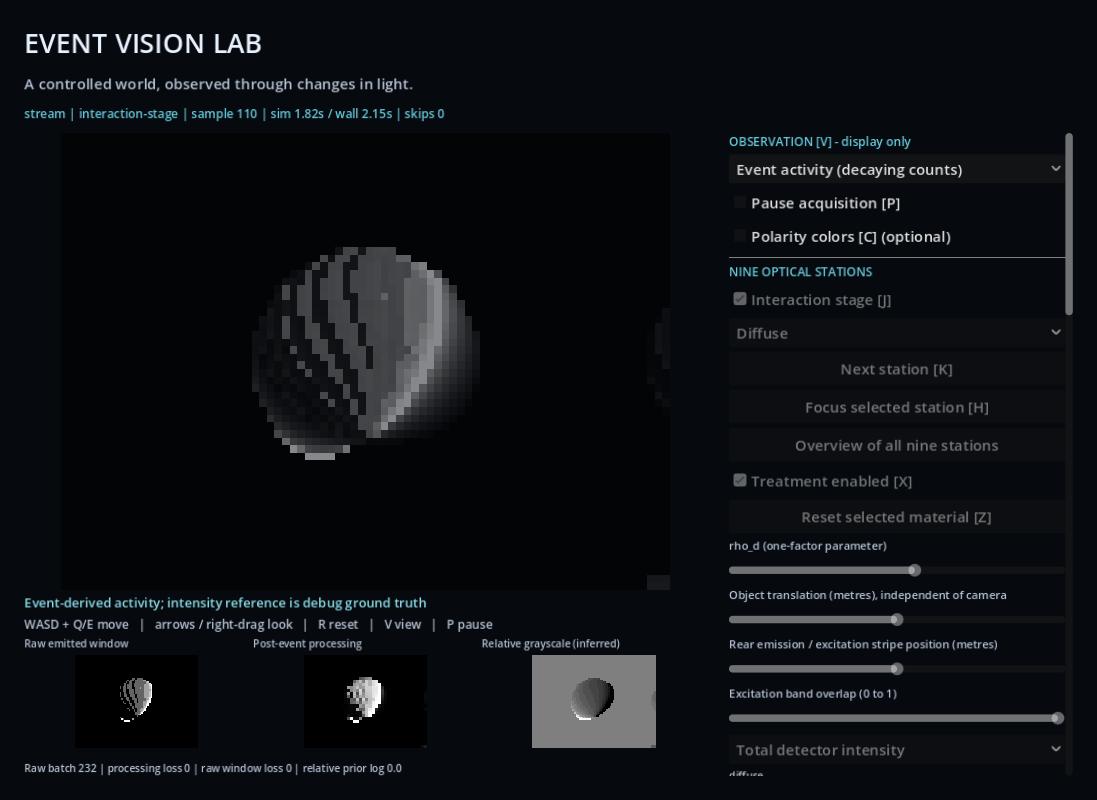 EVENT VISION LAB
A controlled world, observed through changes in light.
stream | interaction-stage | sample 110 | sim 1.82s / wall 2.15s | skips 0
OBSERVATION [V] - display only
Event activity (decaying counts)
Pause acquisition [P]
Polarity colors [C] (optional)
NINE OPTICAL STATIONS
Interaction stage [J]
Diffuse
Next station [K]
Focus selected station [H]
Overview of all nine stations
Treatment enabled [X]
Reset selected material [Z]
rho_d (one-factor parameter)
Object translation (metres), independent of camera
Rear emission / excitation stripe position (metres)
Excitation band overlap (0 to 1)
Total detector intensity
diffuse
Event-derived activity; intensity reference is debug ground truth
WASD + Q/E move | arrows / right-drag look | R reset | V view | P pause
Raw emitted window
Post-event processing
Relative grayscale (inferred)
Raw batch 232 | processing loss 0 | raw window loss 0 | relative prior log 0.0